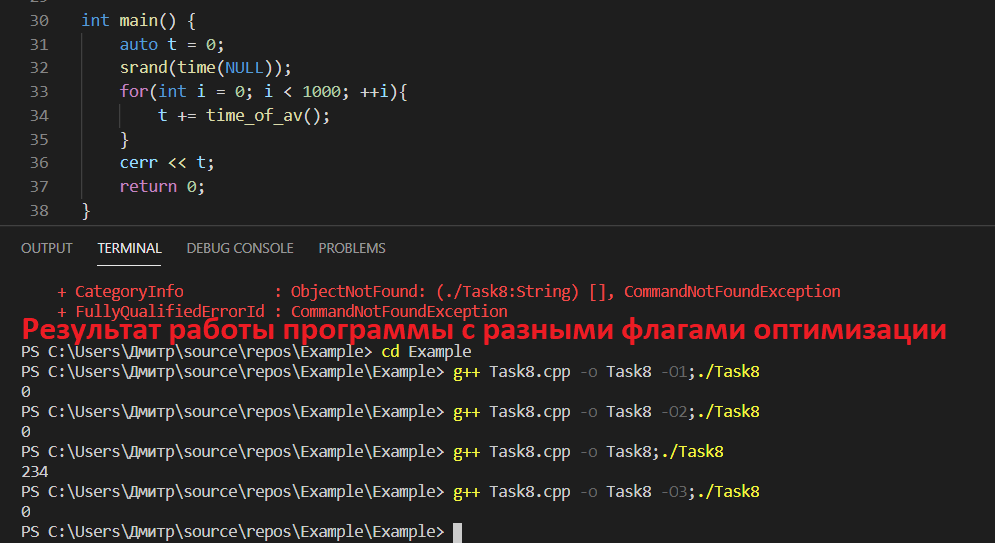 30 int main() {
31 auto t = 0;
32 srand(time(NULL));
33 for(int i = 0; i < 1000; ++i){
34 t += time_of_av();
35 }
36 cerr << t;
37 return 0;
38 }
OUTPUT TERMINAL DEBUG CONSOLE PROBLEMS
+ CategoryInfo : ObjectNotFound: (./Task8:String) [], CommandNotFoundException
+ FullyQualifiedErrorId : CommandNotFoundException
Результат работы программы с разными флагами оптимизации
PS C:\Users\Дмитр\source\repos\Example> cd Example
PS C:\Users\Дмитр\source\repos\Example\Example> g++ Task8.cpp -o Task8 -O1;./Task8
0
PS C:\Users\Дмитр\source\repos\Example\Example> g++ Task8.cpp -o Task8 -O2;./Task8
0
PS C:\Users\Дмитр\source\repos\Example\Example> g++ Task8.cpp -o Task8;./Task8
234
PS C:\Users\Дмитр\source\repos\Example\Example> g++ Task8.cpp -o Task8 -O3;./Task8
0
PS C:\Users\Дмитр\source\repos\Example\Example>